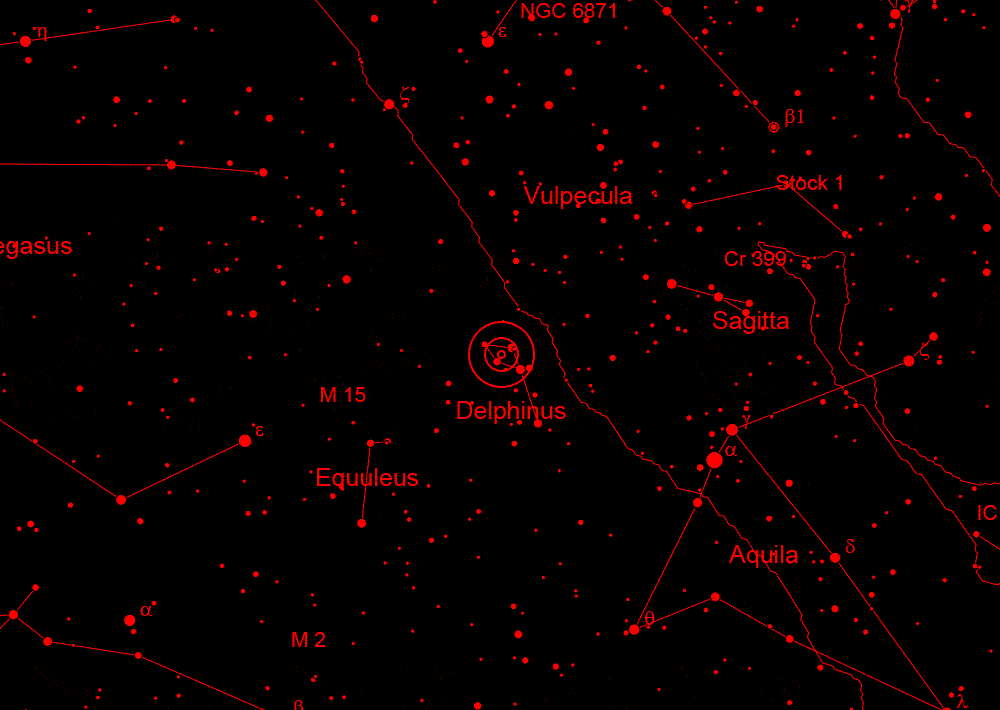 NGC 6871
η
ε
γ
ζ
β1
Stock 1
Vulpecula
egasus
Cr 399
Sagitta
ζ
M 15
Delphinus
γ
ε
α
Equuleus
IC
Aquila
δ
α
θ
M 2
β
λ